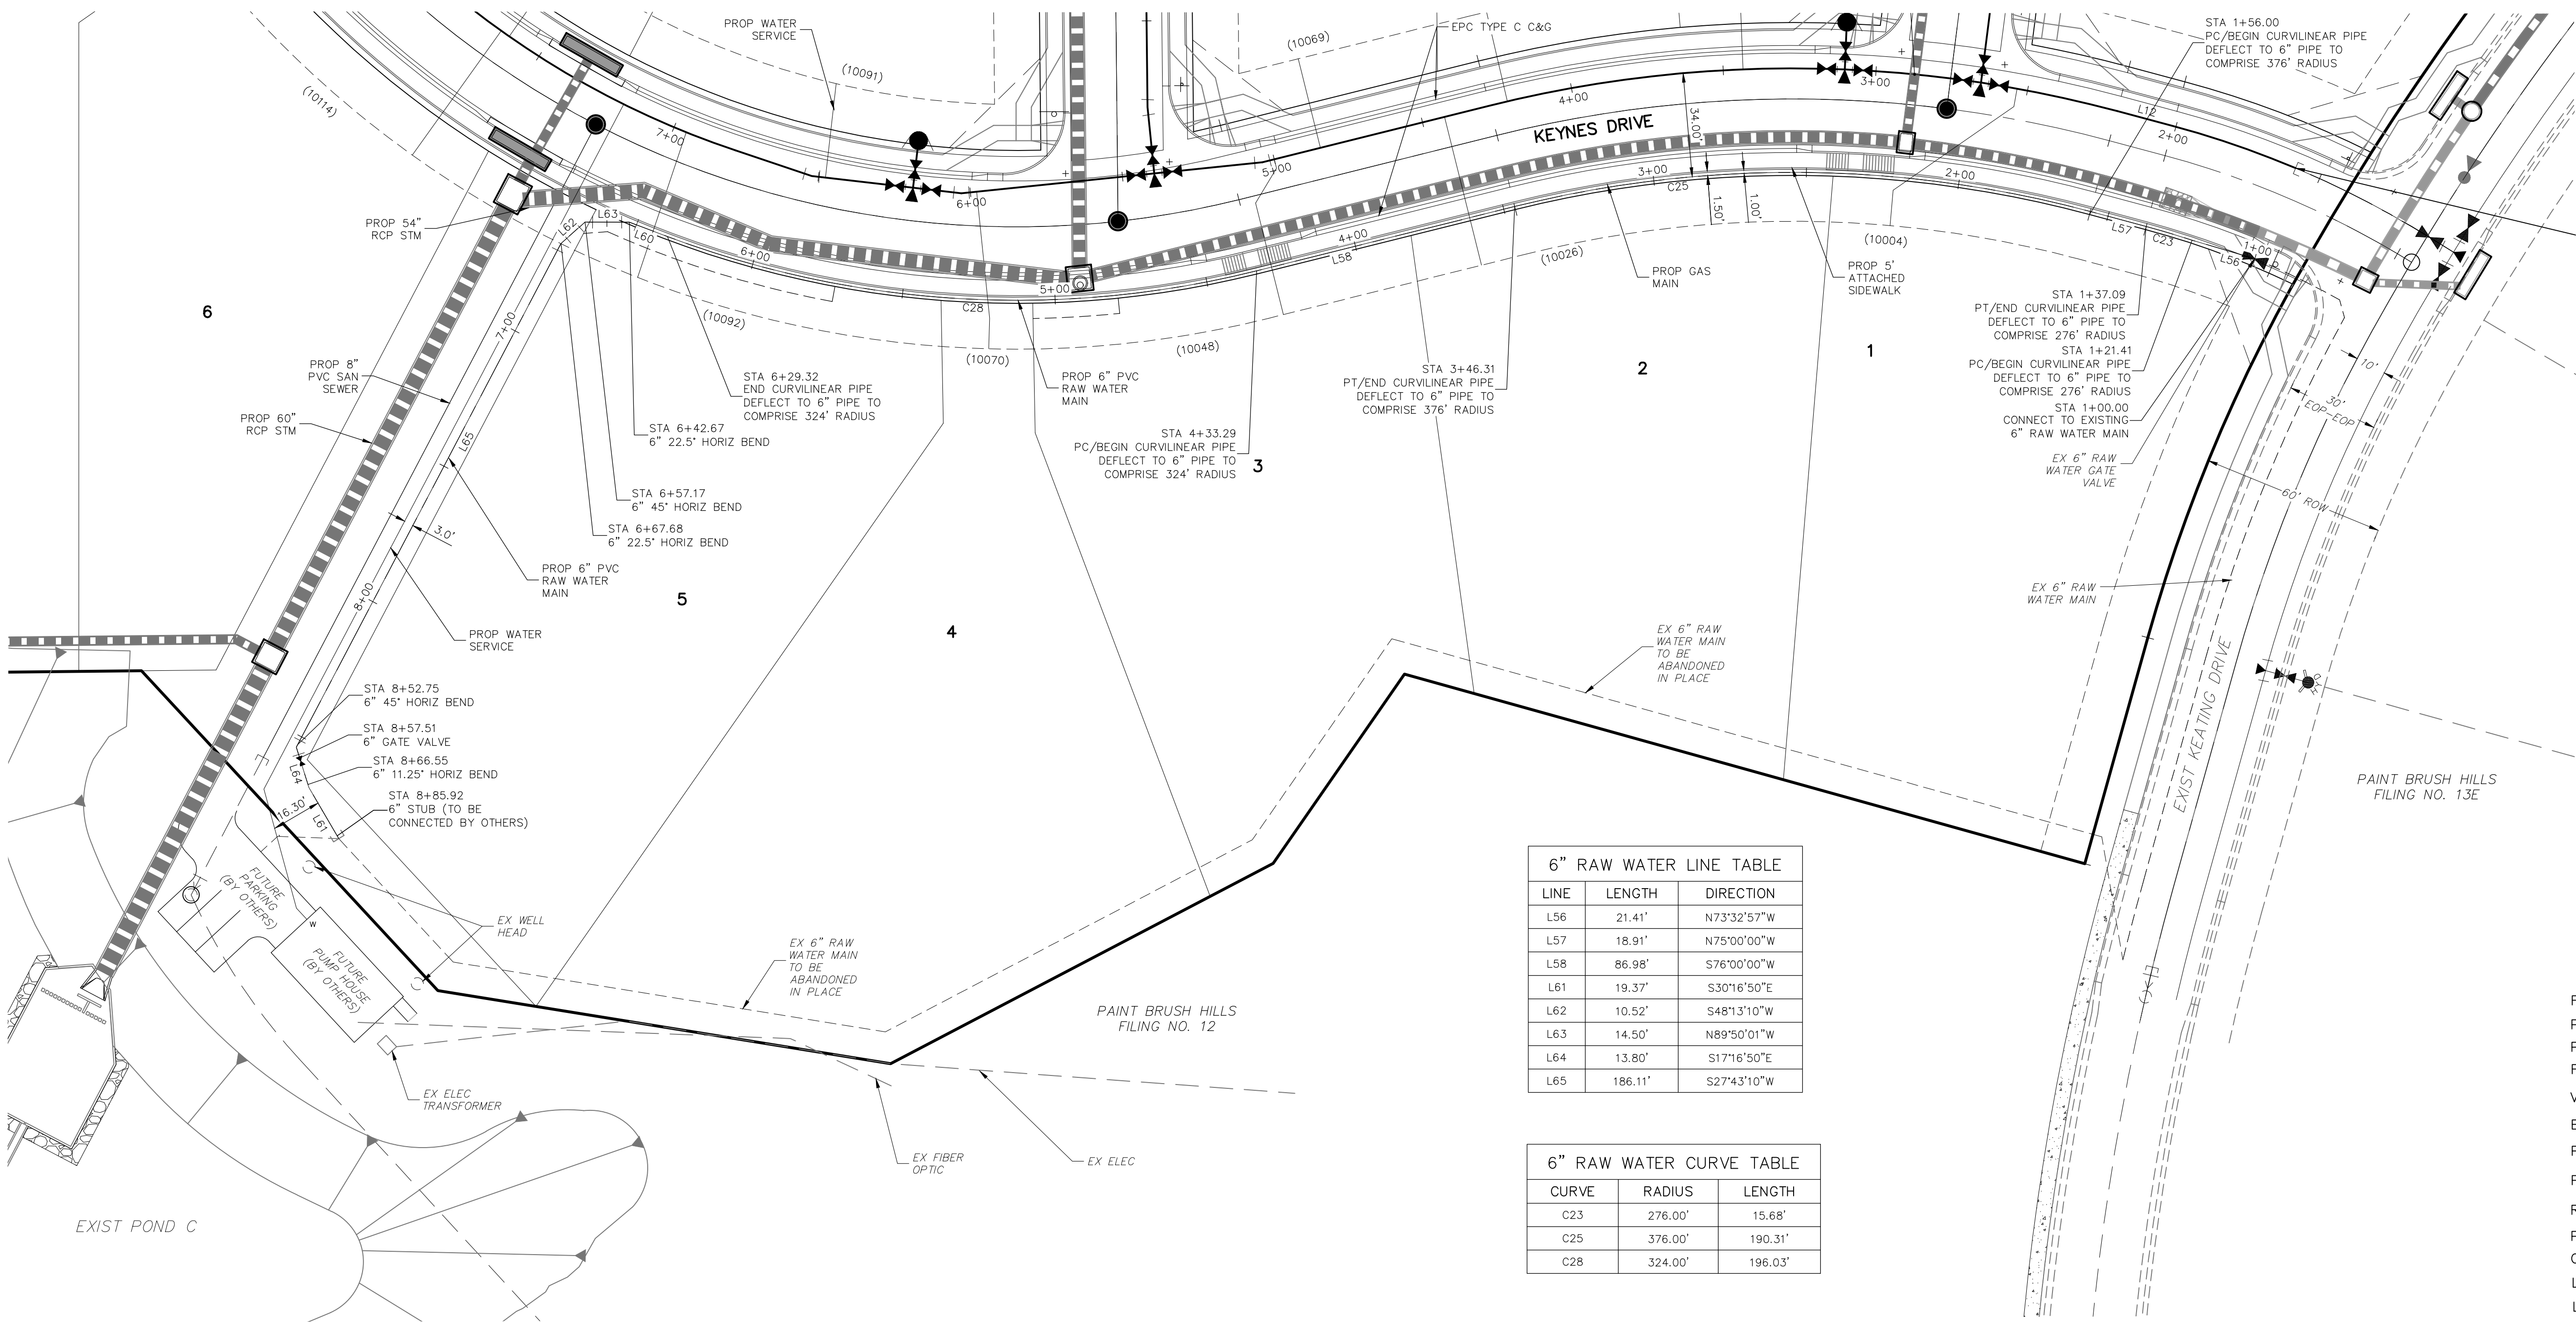 PROP WATER
SERVICE
(10091)
(10069)
EPC TYPE C C&G
STA 1+56.00
PC/BEGIN CURVILINEAR PIPE
DEFLECT TO 6" PIPE TO
COMPRISE 376' RADIUS
(10114)
7+00
6+00
5+00
4+00
3+00
L12
2+00
KEYNES DRIVE
34.00'
PROP 54"
RCP STM
L62
L63
L60
6+00
C28
5+00
4+00
L58
3+00
C25
1.50'
1.00'
2+00
L57
C23
1+00
L56
(10092)
(10070)
(10048)
(10026)
(10004)
PROP GAS
MAIN
PROP 5'
ATTACHED
SIDEWALK
6
7+00
PROP 8"
PVC SAN
SEWER
PROP 60"
RCP STM
L65
3.0'
8+00
STA 6+29.32
END CURVILINEAR PIPE
DEFLECT TO 6" PIPE TO
COMPRISE 324' RADIUS
STA 6+42.67
6" 22.5° HORIZ BEND
STA 6+57.17
6" 45° HORIZ BEND
STA 6+67.68
6" 22.5° HORIZ BEND
PROP 6" PVC
RAW WATER
MAIN
PROP 6" PVC
RAW WATER
MAIN
STA 4+33.29
PC/BEGIN CURVILINEAR PIPE
DEFLECT TO 6" PIPE TO
COMPRISE 324' RADIUS
STA 3+46.31
PT/END CURVILINEAR PIPE
DEFLECT TO 6" PIPE TO
COMPRISE 376' RADIUS
3
2
1
STA 1+37.09
PT/END CURVILINEAR PIPE
DEFLECT TO 6" PIPE TO
COMPRISE 276' RADIUS
STA 1+21.41
PC/BEGIN CURVILINEAR PIPE
DEFLECT TO 6" PIPE TO
COMPRISE 276' RADIUS
STA 1+00.00
CONNECT TO EXISTING
6" RAW WATER MAIN
EX 6" RAW
WATER GATE
VALVE
10'
30'
EOP-EOP
60' ROW
EX 6" RAW
WATER MAIN
EXIST KEATING DRIVE
HYD
PROP WATER
SERVICE
5
4
EX 6" RAW
WATER MAIN
TO BE
ABANDONED
IN PLACE
STA 8+52.75
6" 45° HORIZ BEND
STA 8+57.51
6" GATE VALVE
STA 8+66.55
6" 11.25° HORIZ BEND
STA 8+85.92
6" STUB (TO BE
CONNECTED BY OTHERS)
L64
16.30'
L61
FUTURE
PARKING
(BY OTHERS)
W
FUTURE
PUMP HOUSE
(BY OTHERS)
EX WELL
HEAD
EX 6" RAW
WATER MAIN
TO BE
ABANDONED
IN PLACE
PAINT BRUSH HILLS
FILING NO. 12
PAINT BRUSH HILLS
FILING NO. 13E
EX ELEC
TRANSFORMER
EX FIBER
OPTIC
EX ELEC
EXIST POND C
6" RAW WATER LINE TABLE
LINE LENGTH DIRECTION
L56 21.41' N73°32'57"W
L57 18.91' N75°00'00"W
L58 86.98' S76°00'00"W
L61 19.37' S30°16'50"E
L62 10.52' S48°13'10"W
L63 14.50' N89°50'01"W
L64 13.80' S17°16'50"E
L65 186.11' S27°43'10"W
6" RAW WATER CURVE TABLE
CURVE RADIUS LENGTH
C23 276.00' 15.68'
C25 376.00' 190.31'
C28 324.00' 196.03'